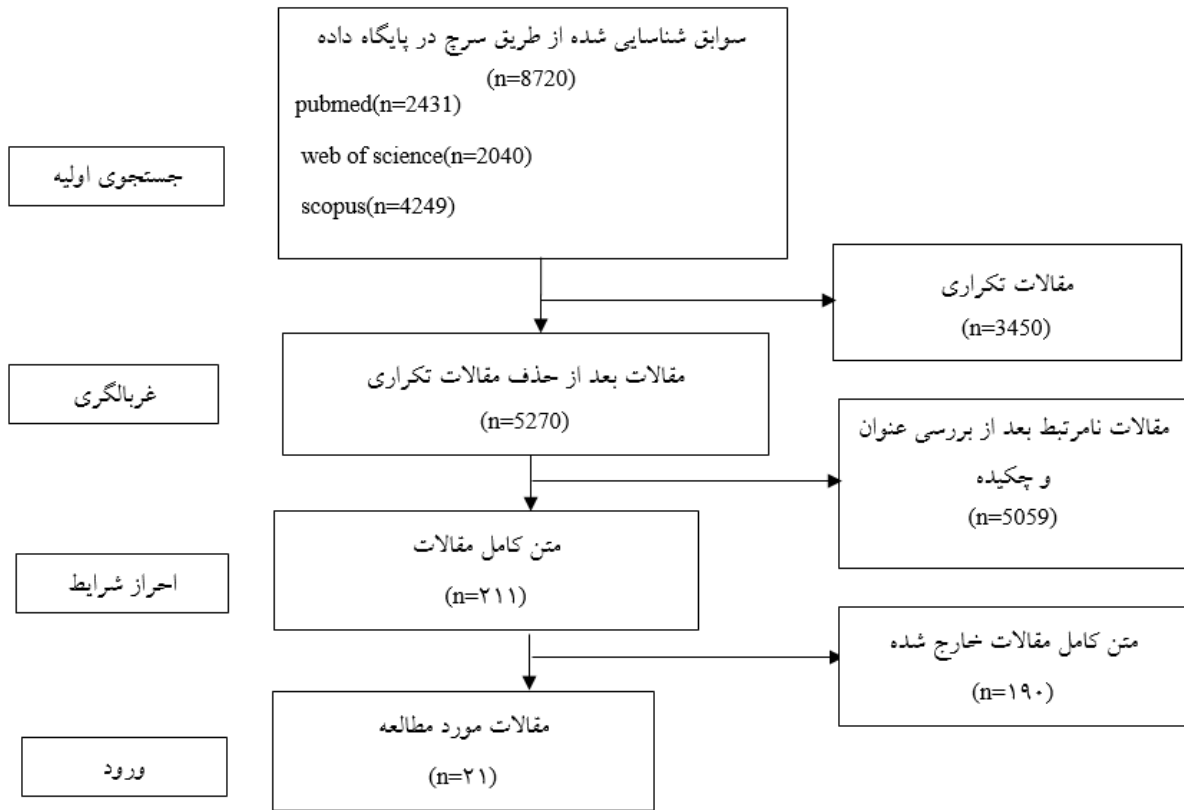 سوابق شناسایی شده از طریق سرچ در پایگاه داده
(n=8720)
pubmed(n=2431)
web of science(n=2040)
scopus(n=4249)
جستجوی اولیه
مقالات تکراری
(n=3450)
مقالات بعد از حذف مقالات تکراری
(n=5270)
غربالگری
مقالات نامرتبط بعد از بررسی عنوان
و چکیده
(n=5059)
متن کامل مقالات
(n=۲۱۱)
احراز شرایط
متن کامل مقالات خارج شده
(n=۱۹۰)
مقالات مورد مطالعه
(n=۲۱)
ورود